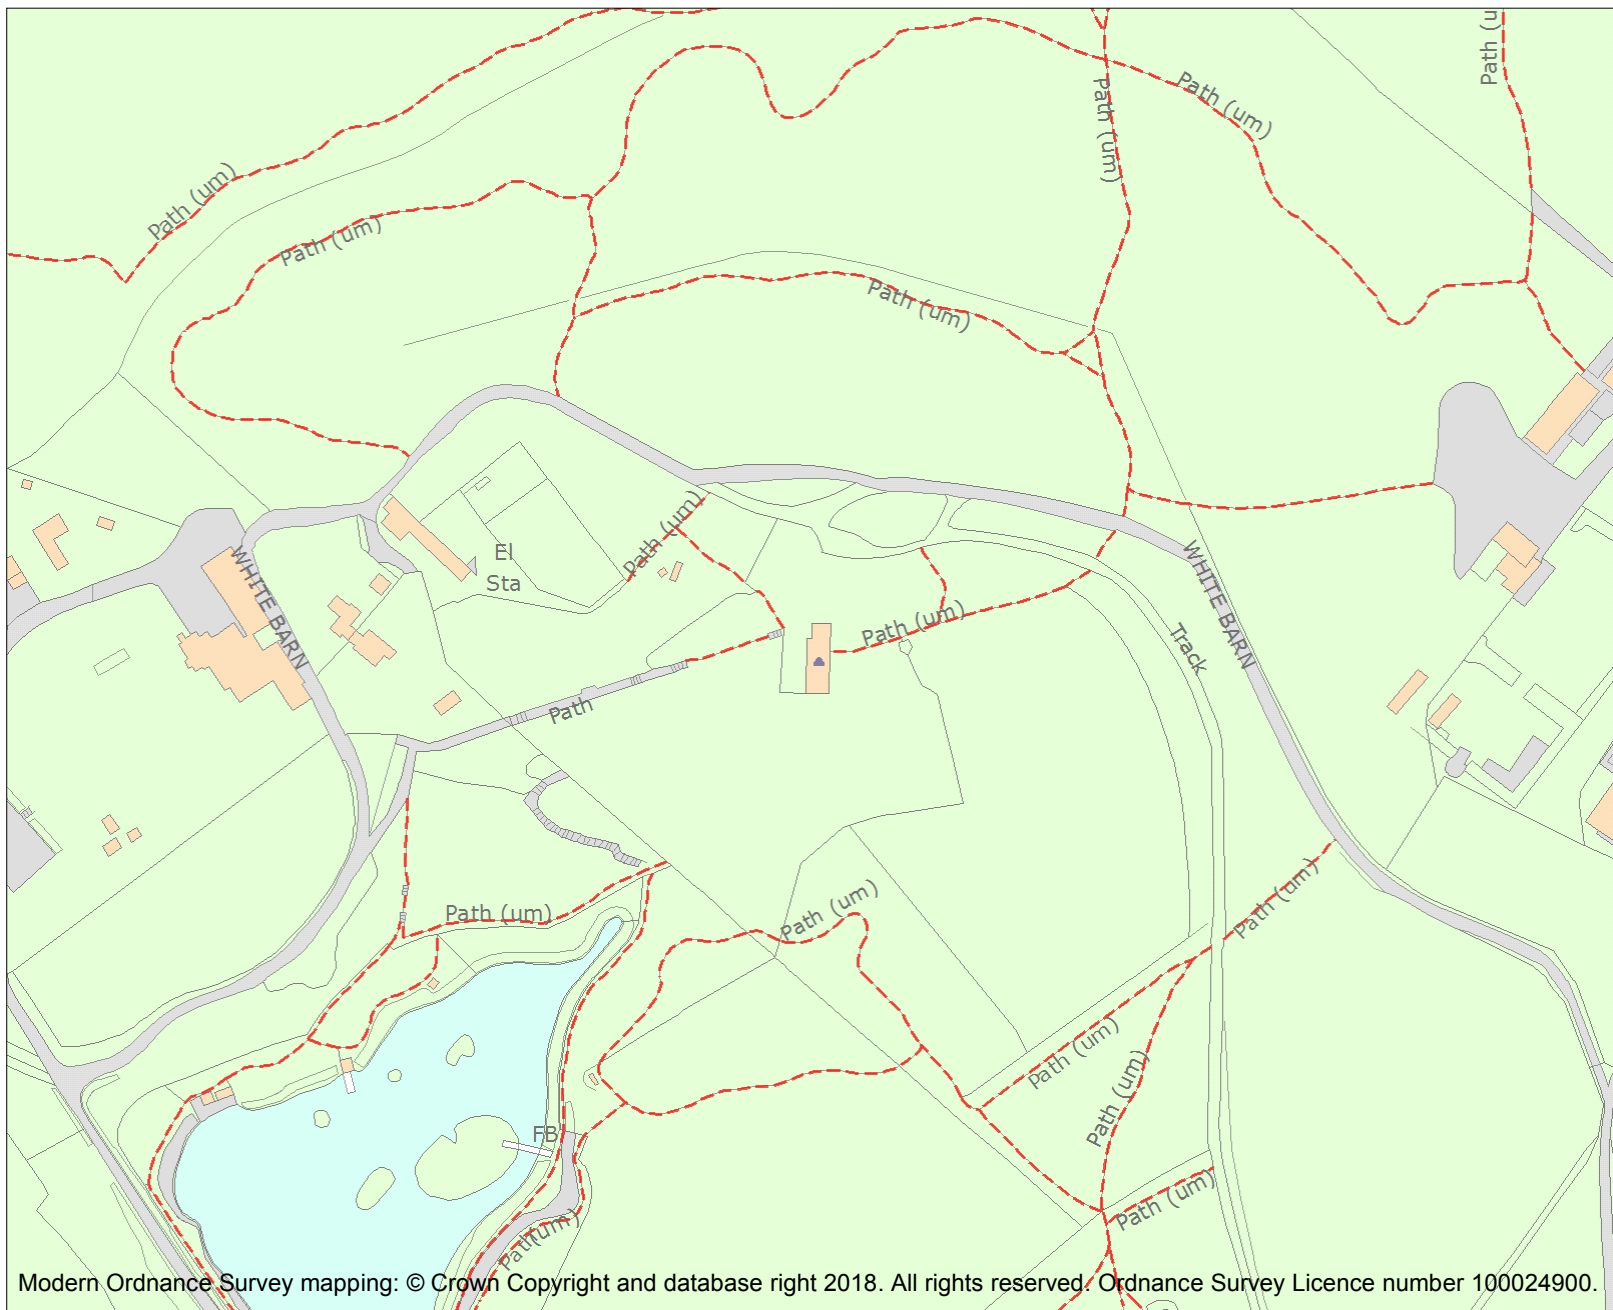 Path (u
Path (um)
Path (um)
Path (um)
Path (um)
Path (um)
Path (um)
El
Sta
WHITE BARN
WHITE BARN
Path (um)
Track
Path
Path (um)
Path (um)
Path (um)
Path (um)
Path (um)
FB
Path (um)
Path(um)
Modern Ordnance Survey mapping: © Crown Copyright and database right 2018. All rights reserved. Ordnance Survey Licence number 100024900.